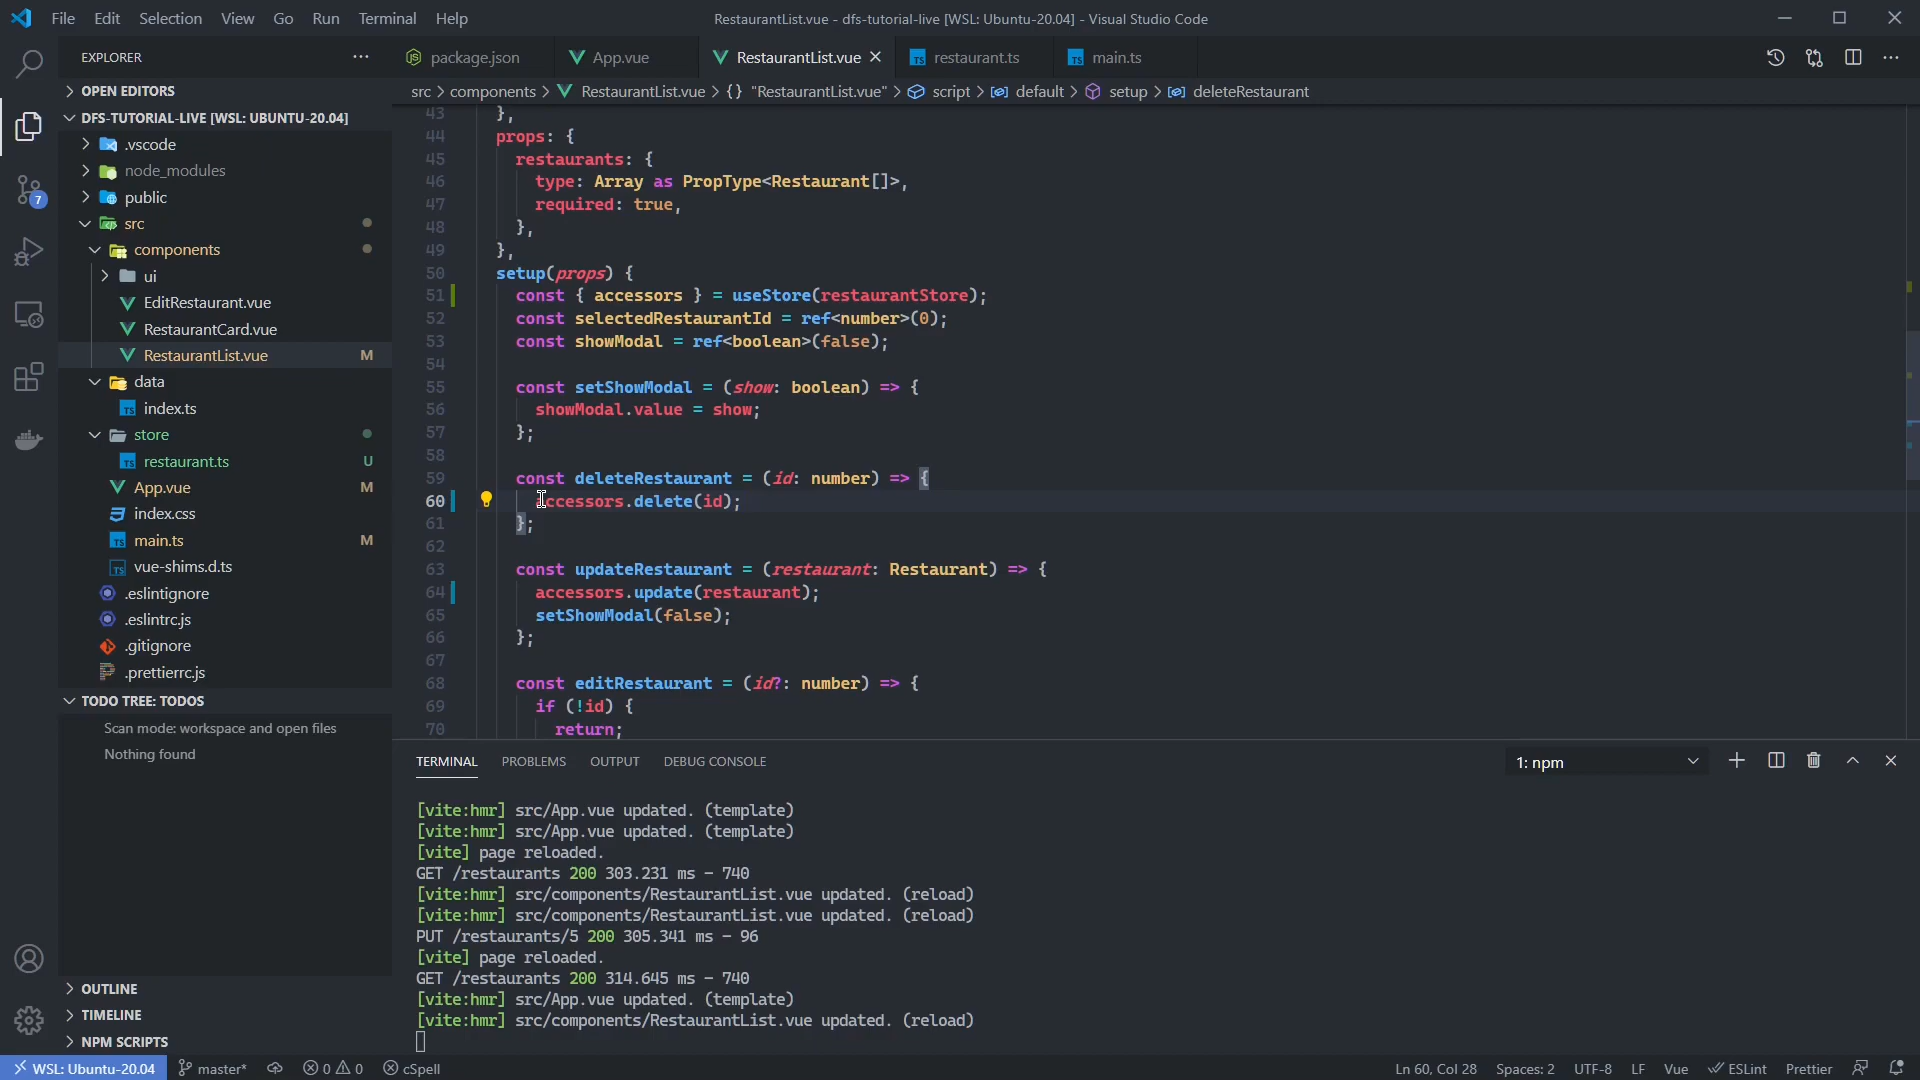 File Edit Selection View Go Run Terminal Help
RestaurantList.vue - dfs-tutorial-live [WSL: Ubuntu-20.04] - Visual Studio Code
EXPLORER
package.json
App.vue
RestaurantList.vue
restaurant.ts
main.ts
src > components > RestaurantList.vue > {} "RestaurantList.vue" > script > default > setup > deleteRestaurant
OPEN EDITORS
DFS-TUTORIAL-LIVE [WSL: UBUNTU-20.04]
.vscode
node_modules
public
src
components
ui
EditRestaurant.vue
RestaurantCard.vue
RestaurantList.vue M
data
index.ts
store
restaurant.ts U
App.vue M
index.css
main.ts M
vue-shims.d.ts
.eslintignore
.eslintrc.js
.gitignore
.prettierrc.js
TODO TREE: TODOS
Scan mode: workspace and open files
Nothing found
OUTLINE
TIMELINE
NPM SCRIPTS
7
43 },
44 props: {
45 restaurants: {
46 type: Array as PropType<Restaurant[]>,
47 required: true,
48 },
49 },
50 setup(props) {
51 const { accessors } = useStore(restaurantStore);
52 const selectedRestaurantId = ref<number>(0);
53 const showModal = ref<boolean>(false);
54
55 const setShowModal = (show: boolean) => {
56 showModal.value = show;
57 };
58
59 const deleteRestaurant = (id: number) => {
60 accessors.delete(id);
61 };
62
63 const updateRestaurant = (restaurant: Restaurant) => {
64 accessors.update(restaurant);
65 setShowModal(false);
66 };
67
68 const editRestaurant = (id?: number) => {
69 if (!id) {
70 return;
TERMINAL PROBLEMS OUTPUT DEBUG CONSOLE
1: npm
[vite:hmr] src/App.vue updated. (template)
[vite:hmr] src/App.vue updated. (template)
[vite] page reloaded.
GET /restaurants 200 303.231 ms - 740
[vite:hmr] src/components/RestaurantList.vue updated. (reload)
[vite:hmr] src/components/RestaurantList.vue updated. (reload)
PUT /restaurants/5 200 305.341 ms - 96
[vite] page reloaded.
GET /restaurants 200 314.645 ms - 740
[vite:hmr] src/App.vue updated. (template)
[vite:hmr] src/components/RestaurantList.vue updated. (reload)
WSL: Ubuntu-20.04 master* 0 0 cSpell
Ln 60, Col 28 Spaces: 2 UTF-8 LF Vue ESLint Prettier